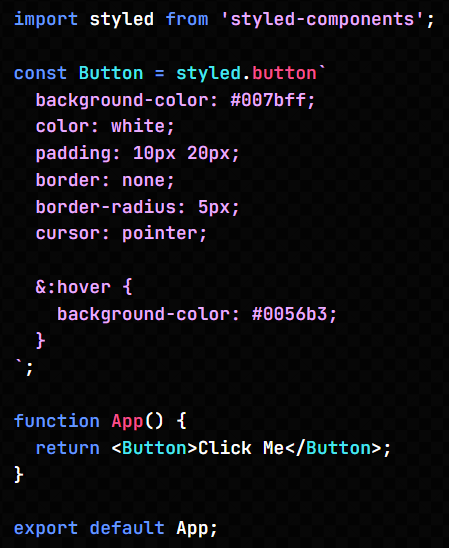 import styled from 'styled-components';

const Button = styled.button`
  background-color: #007bff;
  color: white;
  padding: 10px 20px;
  border: none;
  border-radius: 5px;
  cursor: pointer;

  &:hover {
    background-color: #0056b3;
  }
`;

function App() {
  return <Button>Click Me</Button>;
}

export default App;